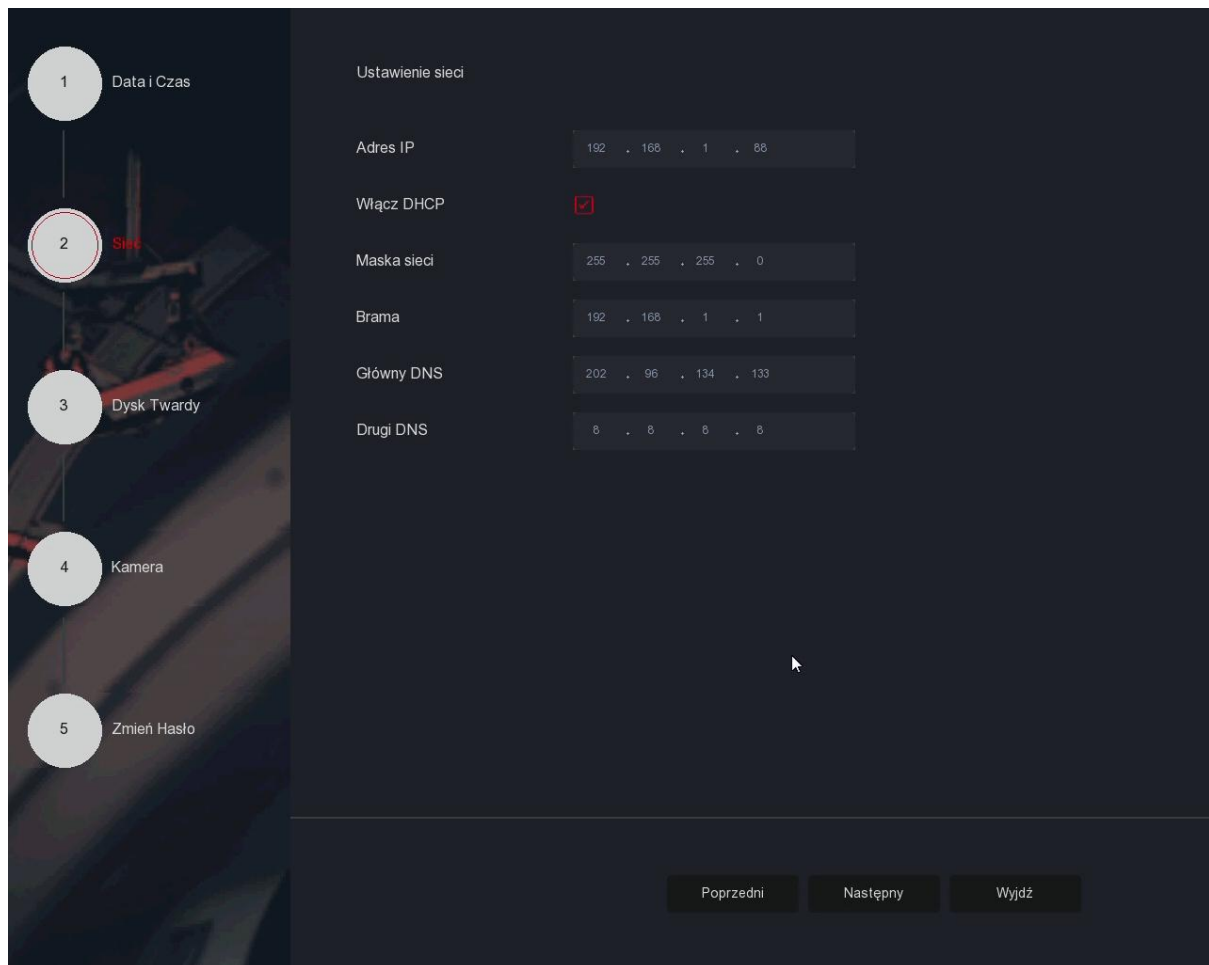 1 Data i Czas
2 Sieć
3 Dysk Twardy
4 Kamera
5 Zmień Hasło
Ustawienie sieci
Adres IP 192 . 168 . 1 . 88
Włącz DHCP
Maska sieci 255 . 255 . 255 . 0
Brama 192 . 168 . 1 . 1
Główny DNS 202 . 96 . 134 . 133
Drugi DNS 8 . 8 . 8 . 8
Poprzedni Następny Wyjdź